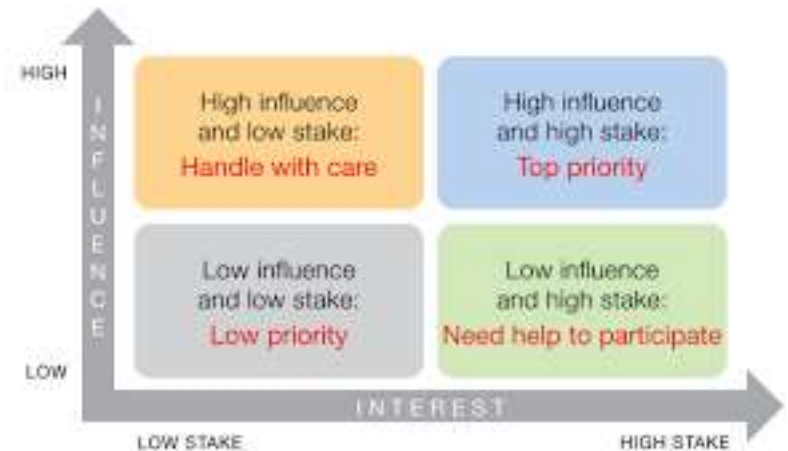 HIGH
INFLUENCE
High influence
and low stake:
Handle with care
High influence
and high stake:
Top priority
Low influence
and low stake:
Low priority
Low influence
and high stake:
Need help to participate
LOW
INTEREST
LOW STAKE
HIGH STAKE